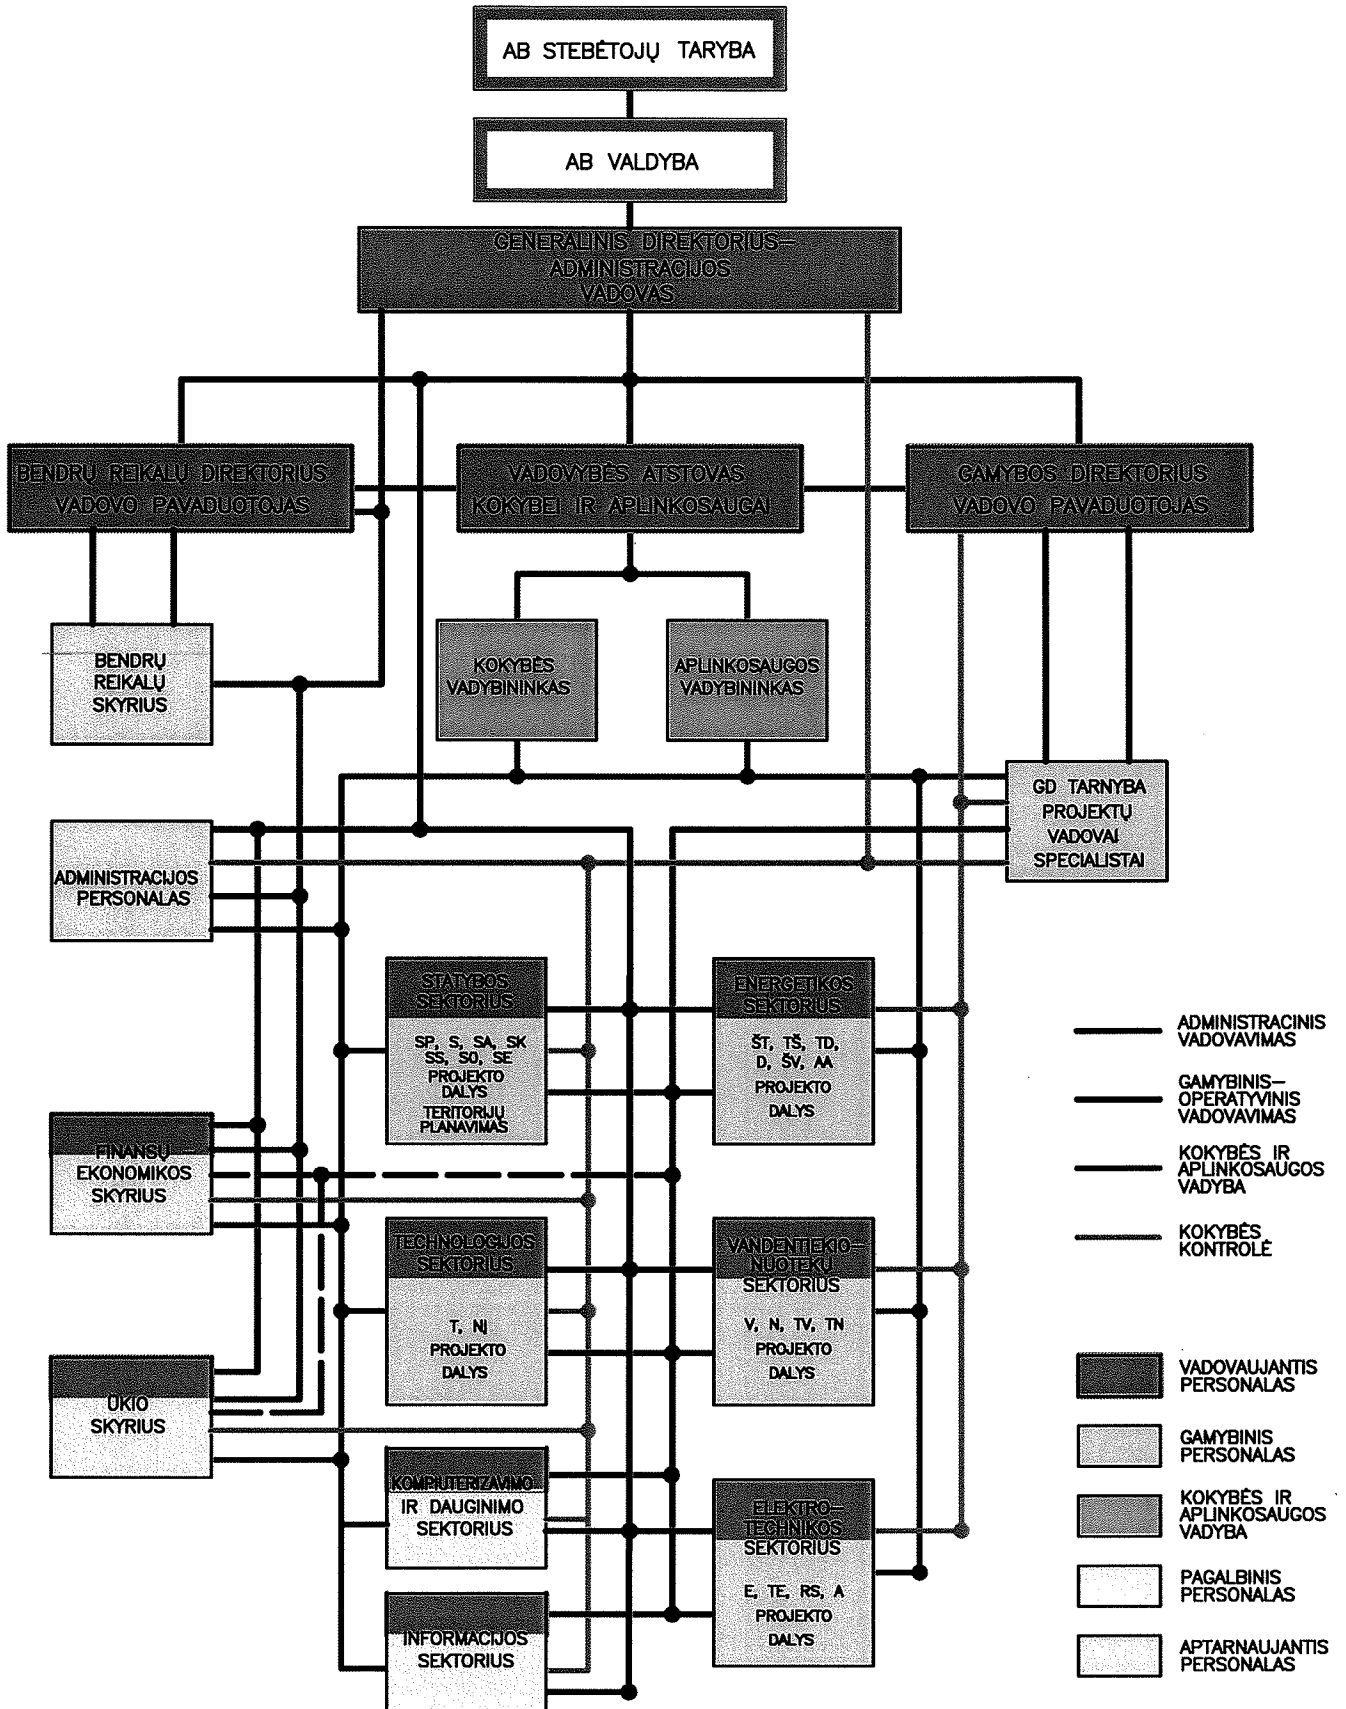 AB STEBĖTOJŲ TARYBA
AB VALDYBA
GENERALINIS DIREKTORIUS—
ADMINISTRACIJOS
VADOVAS
BENDRŲ REIKALŲ DIREKTORIUS
VADOVO PAVADUOTOJAS
VADOVYBĖS ATSTOVAS
KOKYBEI IR APLINKOSAUGAI
GAMYBOS DIREKTORIUS
VADOVO PAVADUOTOJAS
BENDRŲ
REIKALŲ
SKYRIUS
KOKYBĖS
VADYBININKAS
APLINKOSAUGOS
VADYBININKAS
GD TARNYBA
PROJEKTŲ
VADOVAI
SPECIALISTAI
ADMINISTRACIJOS
PERSONALAS
STATYBOS
SEKTORIUS
SP, S, SA, SK
SS, SO, SE
PROJEKTO
DALYS
TERITORIJŲ
PLANAVIMAS
ENERGETIKOS
SEKTORIUS
ŠT, TŠ, TD,
D, ŠV, AA
PROJEKTO
DALYS
FINANSŲ—
EKONOMIKOS
SKYRIUS
TECHNOLOGIJOS
SEKTORIUS
T, NĮ
PROJEKTO
DALYS
VANDENTIEKIO—
NUOTEKŲ
SEKTORIUS
V, N, TV, TN
PROJEKTO
DALYS
ŪKIO
SKYRIUS
KOMPIUTERIZAVIMO
IR DAUGINIMO
SEKTORIUS
ELEKTRO—
TECHNIKOS
SEKTORIUS
E, TE, RS, A
PROJEKTO
DALYS
INFORMACIJOS
SEKTORIUS
ADMINISTRACINIS
VADOVAVIMAS
GAMYBINIS—
OPERATYVINIS
VADOVAVIMAS
KOKYBĖS IR
APLINKOSAUGOS
VADYBA
KOKYBĖS
KONTROLĖ
VADOVAUJANTIS
PERSONALAS
GAMYBINIS
PERSONALAS
KOKYBĖS IR
APLINKOSAUGOS
VADYBA
PAGALBINIS
PERSONALAS
APTARNAUJANTIS
PERSONALAS